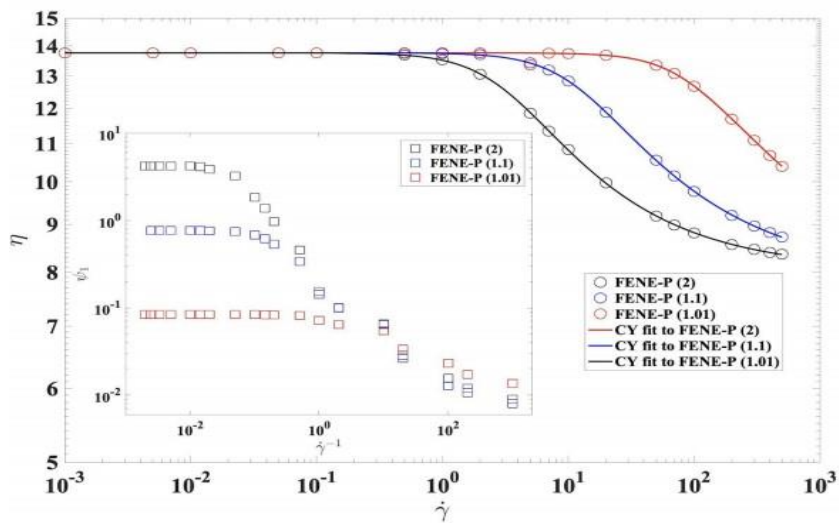 15
14
13
12
11
10
9
8
7
6
5
η
10^-3
10^-2
10^-1
10^0
10^1
10^2
10^3
γ̇
10^1
10^0
10^-1
10^-2
ψ₁
10^-2
10^0
10^2
γ̇^-1
FENE-P (2)
FENE-P (1.1)
FENE-P (1.01)
FENE-P (2)
FENE-P (1.1)
FENE-P (1.01)
CY fit to FENE-P (2)
CY fit to FENE-P (1.1)
CY fit to FENE-P (1.01)